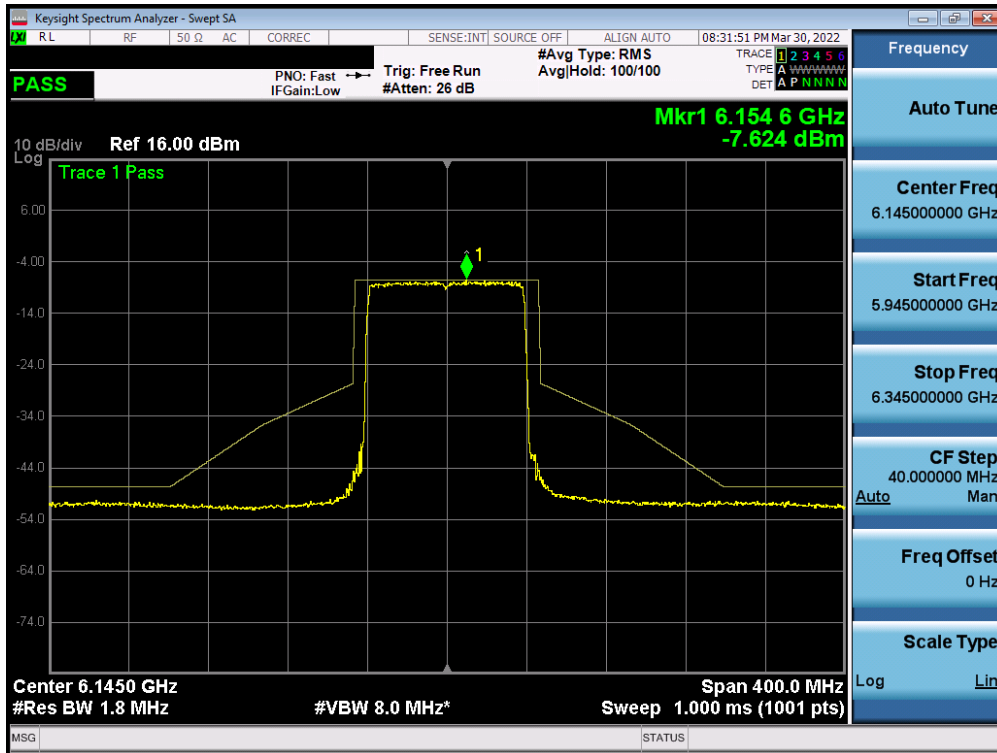 Keysight Spectrum Analyzer - Swept SA
LXI RL RF 50 Ω AC CORREC SENSE:INT SOURCE OFF ALIGN AUTO 08:31:51 PM Mar 30, 2022
PASS
PNO: Fast
IFGain:Low
Trig: Free Run
#Atten: 26 dB
#Avg Type: RMS
Avg|Hold: 100/100
TRACE 1 2 3 4 5 6
TYPE A WWWWW
DET A P N N N N
Mkr1 6.154 6 GHz
-7.624 dBm
10 dB/div Ref 16.00 dBm
Log
Trace 1 Pass
1
6.00
-4.00
-14.0
-24.0
-34.0
-44.0
-54.0
-64.0
-74.0
Center 6.1450 GHz Span 400.0 MHz
#Res BW 1.8 MHz #VBW 8.0 MHz* Sweep 1.000 ms (1001 pts)
MSG STATUS
Frequency
Auto Tune
Center Freq
6.145000000 GHz
Start Freq
5.945000000 GHz
Stop Freq
6.345000000 GHz
CF Step
40.000000 MHz
Auto Man
Freq Offset
0 Hz
Scale Type
Log Lin